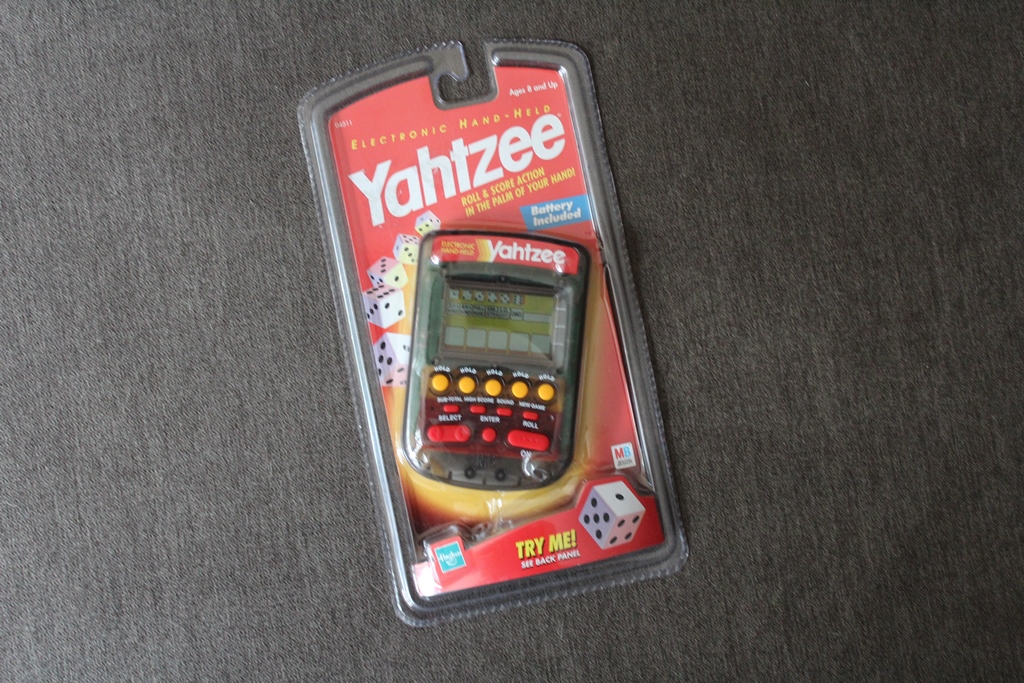 Ages 8 and Up
04511
ELECTRONIC HAND-HELD
Yahtzee
ROLL & SCORE ACTION
IN THE PALM OF YOUR HAND!
Battery
Included
ELECTRONIC
HAND-HELD
Yahtzee
HOLD HOLD HOLD HOLD HOLD
SUB TOTAL HIGH SCORE SOUND NEW GAME
SELECT ENTER ROLL
ON
MB
Hasbro
TRY ME!
SEE BACK PANEL